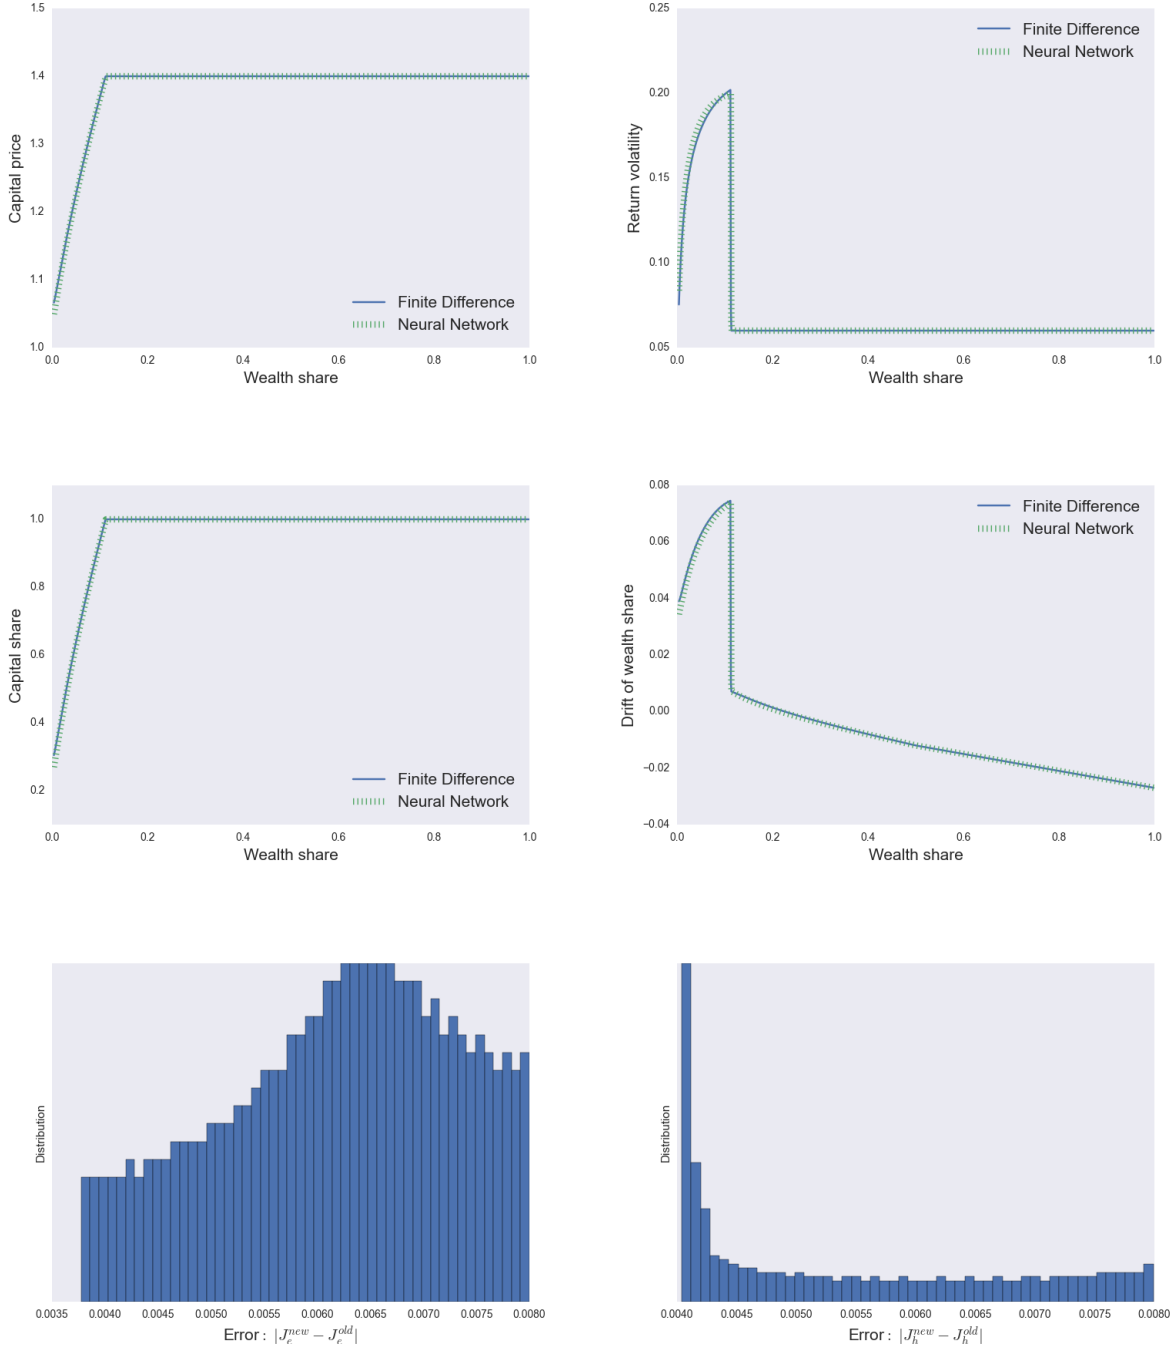 1.5
1.4
1.3
1.2
1.1
1.0
Capital price
Finite Difference
Neural Network
0.0 0.2 0.4 0.6 0.8 1.0
Wealth share
0.25
0.20
0.15
0.10
0.05
Return volatility
Finite Difference
Neural Network
0.0 0.2 0.4 0.6 0.8 1.0
Wealth share
1.0
0.8
0.6
0.4
0.2
Capital share
Finite Difference
Neural Network
0.0 0.2 0.4 0.6 0.8 1.0
Wealth share
0.08
0.06
0.04
0.02
0.00
−0.02
−0.04
Drift of wealth share
Finite Difference
Neural Network
0.0 0.2 0.4 0.6 0.8 1.0
Wealth share
Distribution
0.0035 0.0040 0.0045 0.0050 0.0055 0.0060 0.0065 0.0070 0.0075 0.0080
Error: |J_e^{new} − J_e^{old}|
Distribution
0.0040 0.0045 0.0050 0.0055 0.0060 0.0065 0.0070 0.0075 0.0080
Error: |J_h^{new} − J_h^{old}|